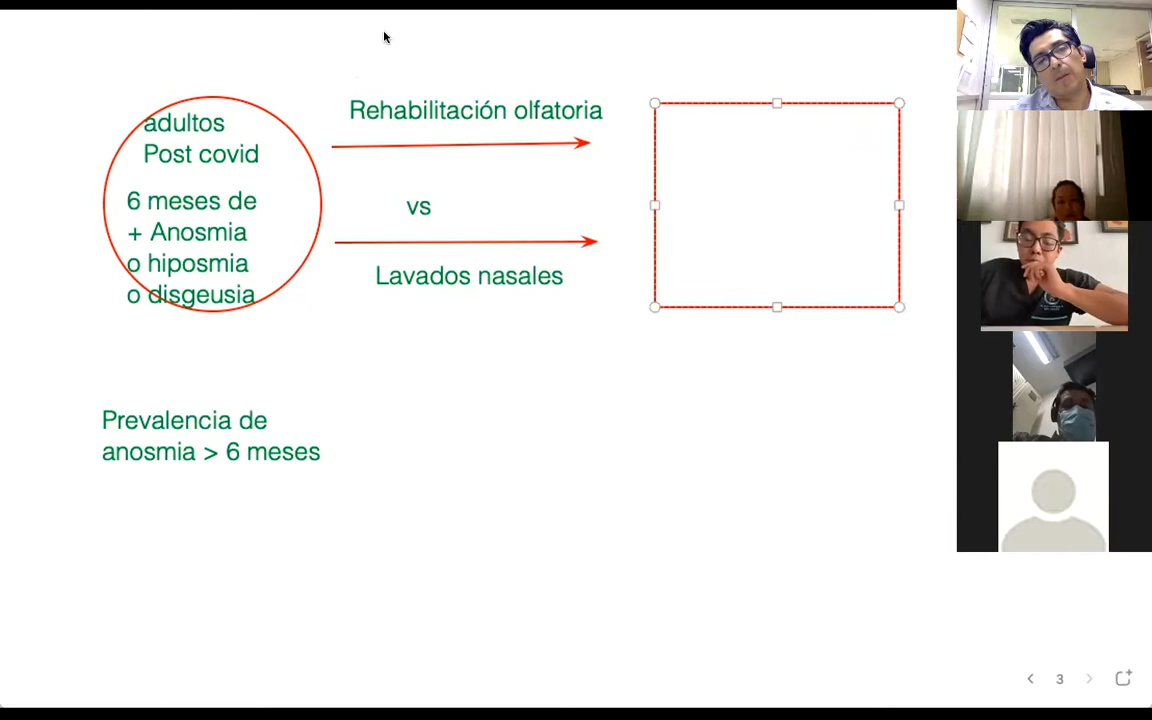 adultos
Post covid
6 meses de
+ Anosmia
o hiposmia
o disgeusia
Rehabilitación olfatoria
vs
Lavados nasales
Prevalencia de
anosmia > 6 meses
3